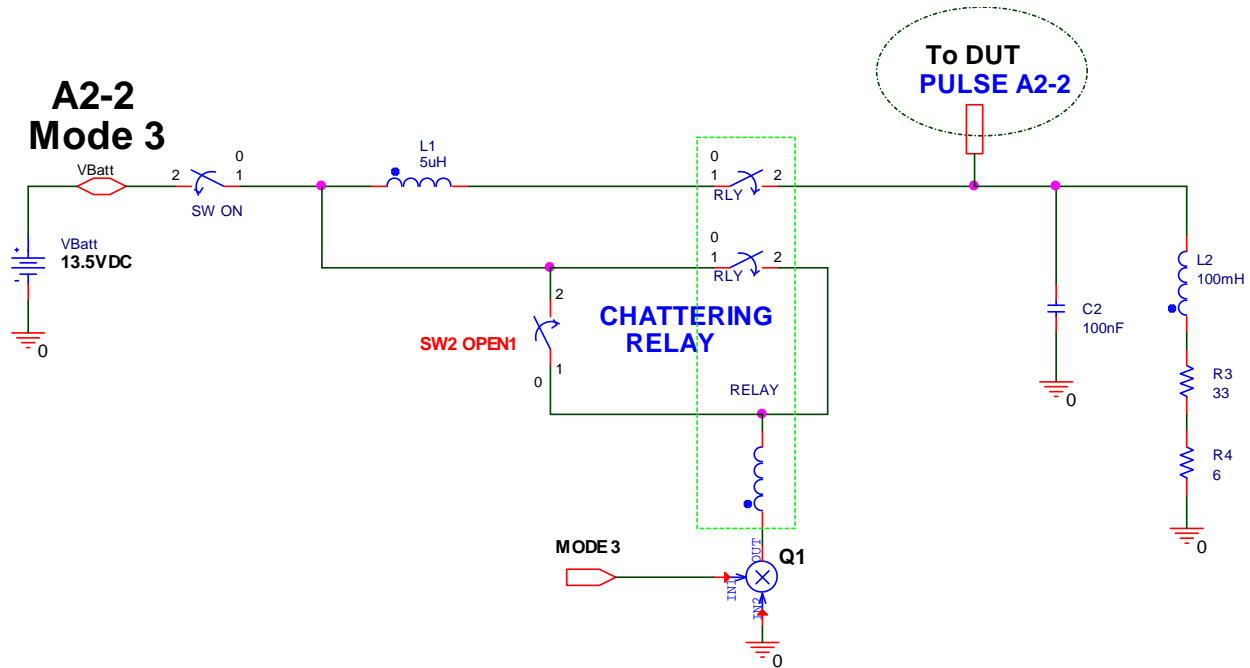 To DUT
PULSE A2-2
A2-2
Mode 3
VBatt
2
0
1
SW ON
L1
5uH
0
1
2
RLY
VBatt
13.5VDC
0
0
1
2
RLY
2
SW2 OPEN1
1
0
CHATTERING
RELAY
RELAY
C2
100nF
0
L2
100mH
R3
33
R4
6
0
MODE 3
OUT
Q1
IN1
IN2
0